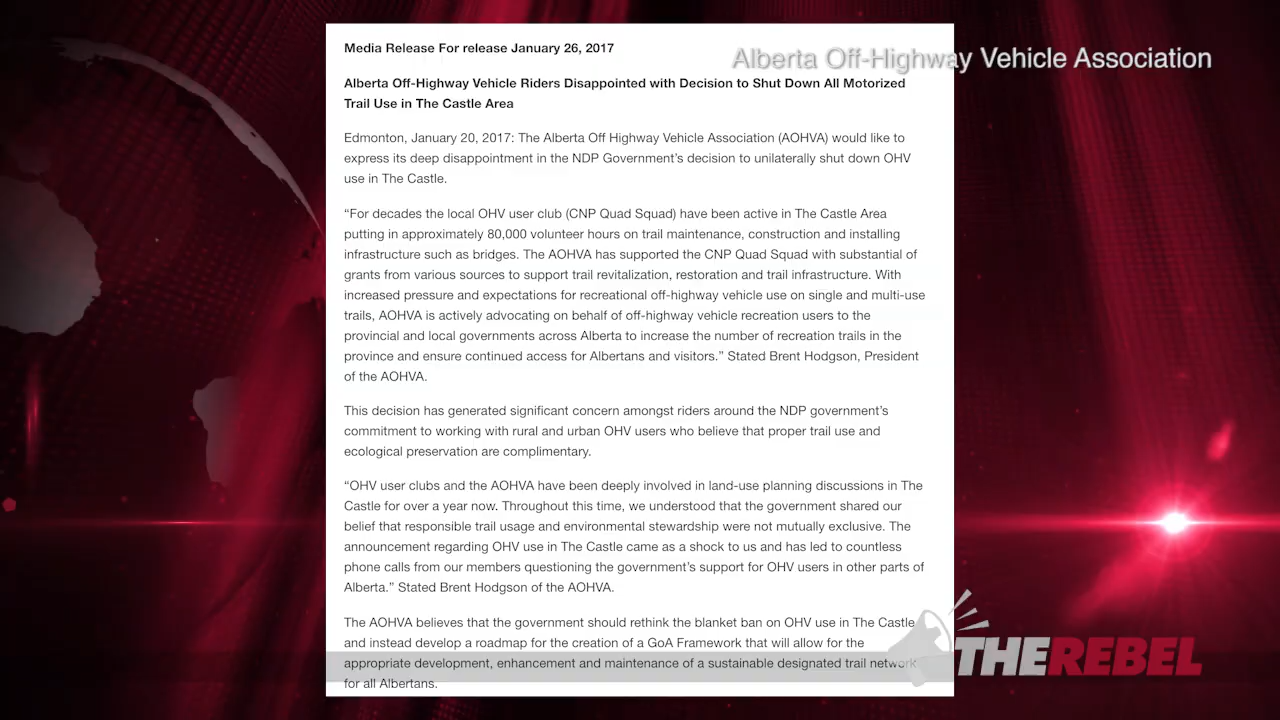 Media Release For release January 26, 2017
Alberta Off-Highway Vehicle Association
Alberta Off-Highway Vehicle Riders Disappointed with Decision to Shut Down All Motorized
Trail Use in The Castle Area
Edmonton, January 20, 2017: The Alberta Off Highway Vehicle Association (AOHVA) would like to
express its deep disappointment in the NDP Government’s decision to unilaterally shut down OHV
use in The Castle.
“For decades the local OHV user club (CNP Quad Squad) have been active in The Castle Area
putting in approximately 80,000 volunteer hours on trail maintenance, construction and installing
infrastructure such as bridges. The AOHVA has supported the CNP Quad Squad with substantial of
grants from various sources to support trail revitalization, restoration and trail infrastructure. With
increased pressure and expectations for recreational off-highway vehicle use on single and multi-use
trails, AOHVA is actively advocating on behalf of off-highway vehicle recreation users to the
provincial and local governments across Alberta to increase the number of recreation trails in the
province and ensure continued access for Albertans and visitors.” Stated Brent Hodgson, President
of the AOHVA.
This decision has generated significant concern amongst riders around the NDP government’s
commitment to working with rural and urban OHV users who believe that proper trail use and
ecological preservation are complimentary.
“OHV user clubs and the AOHVA have been deeply involved in land-use planning discussions in The
Castle for over a year now. Throughout this time, we understood that the government shared our
belief that responsible trail usage and environmental stewardship were not mutually exclusive. The
announcement regarding OHV use in The Castle came as a shock to us and has led to countless
phone calls from our members questioning the government’s support for OHV users in other parts of
Alberta.” Stated Brent Hodgson of the AOHVA.
The AOHVA believes that the government should rethink the blanket ban on OHV use in The Castle
and instead develop a roadmap for the creation of a GoA Framework that will allow for the
appropriate development, enhancement and maintenance of a sustainable designated trail network
for all Albertans.
THEREBEL